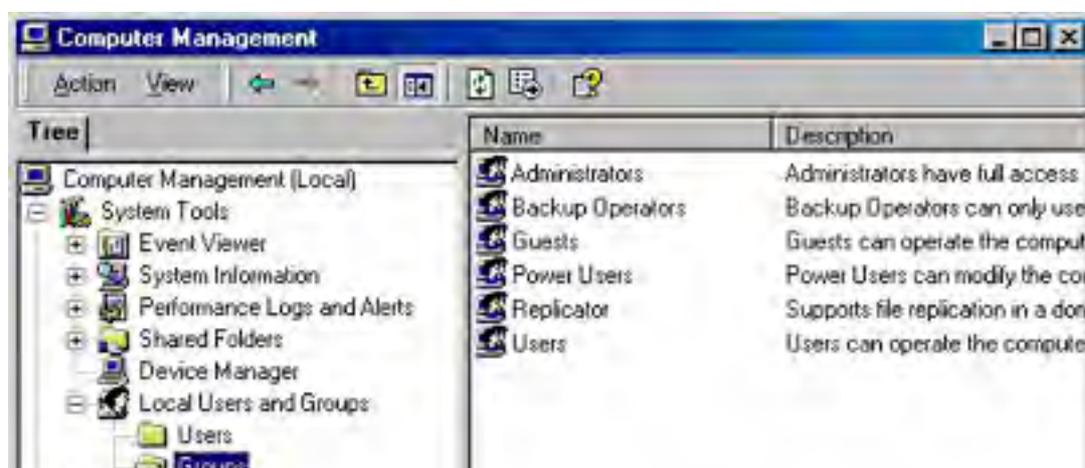 Computer Management
Action View
Tree
Name Description
Computer Management (Local)
System Tools
Event Viewer
System Information
Performance Logs and Alerts
Shared Folders
Device Manager
Local Users and Groups
Users
Groups
Administrators Administrators have full access
Backup Operators Backup Operators can only use
Guests Guests can operate the comput
Power Users Power Users can modify the co
Replicator Supports file replication in a do
Users Users can operate the compute